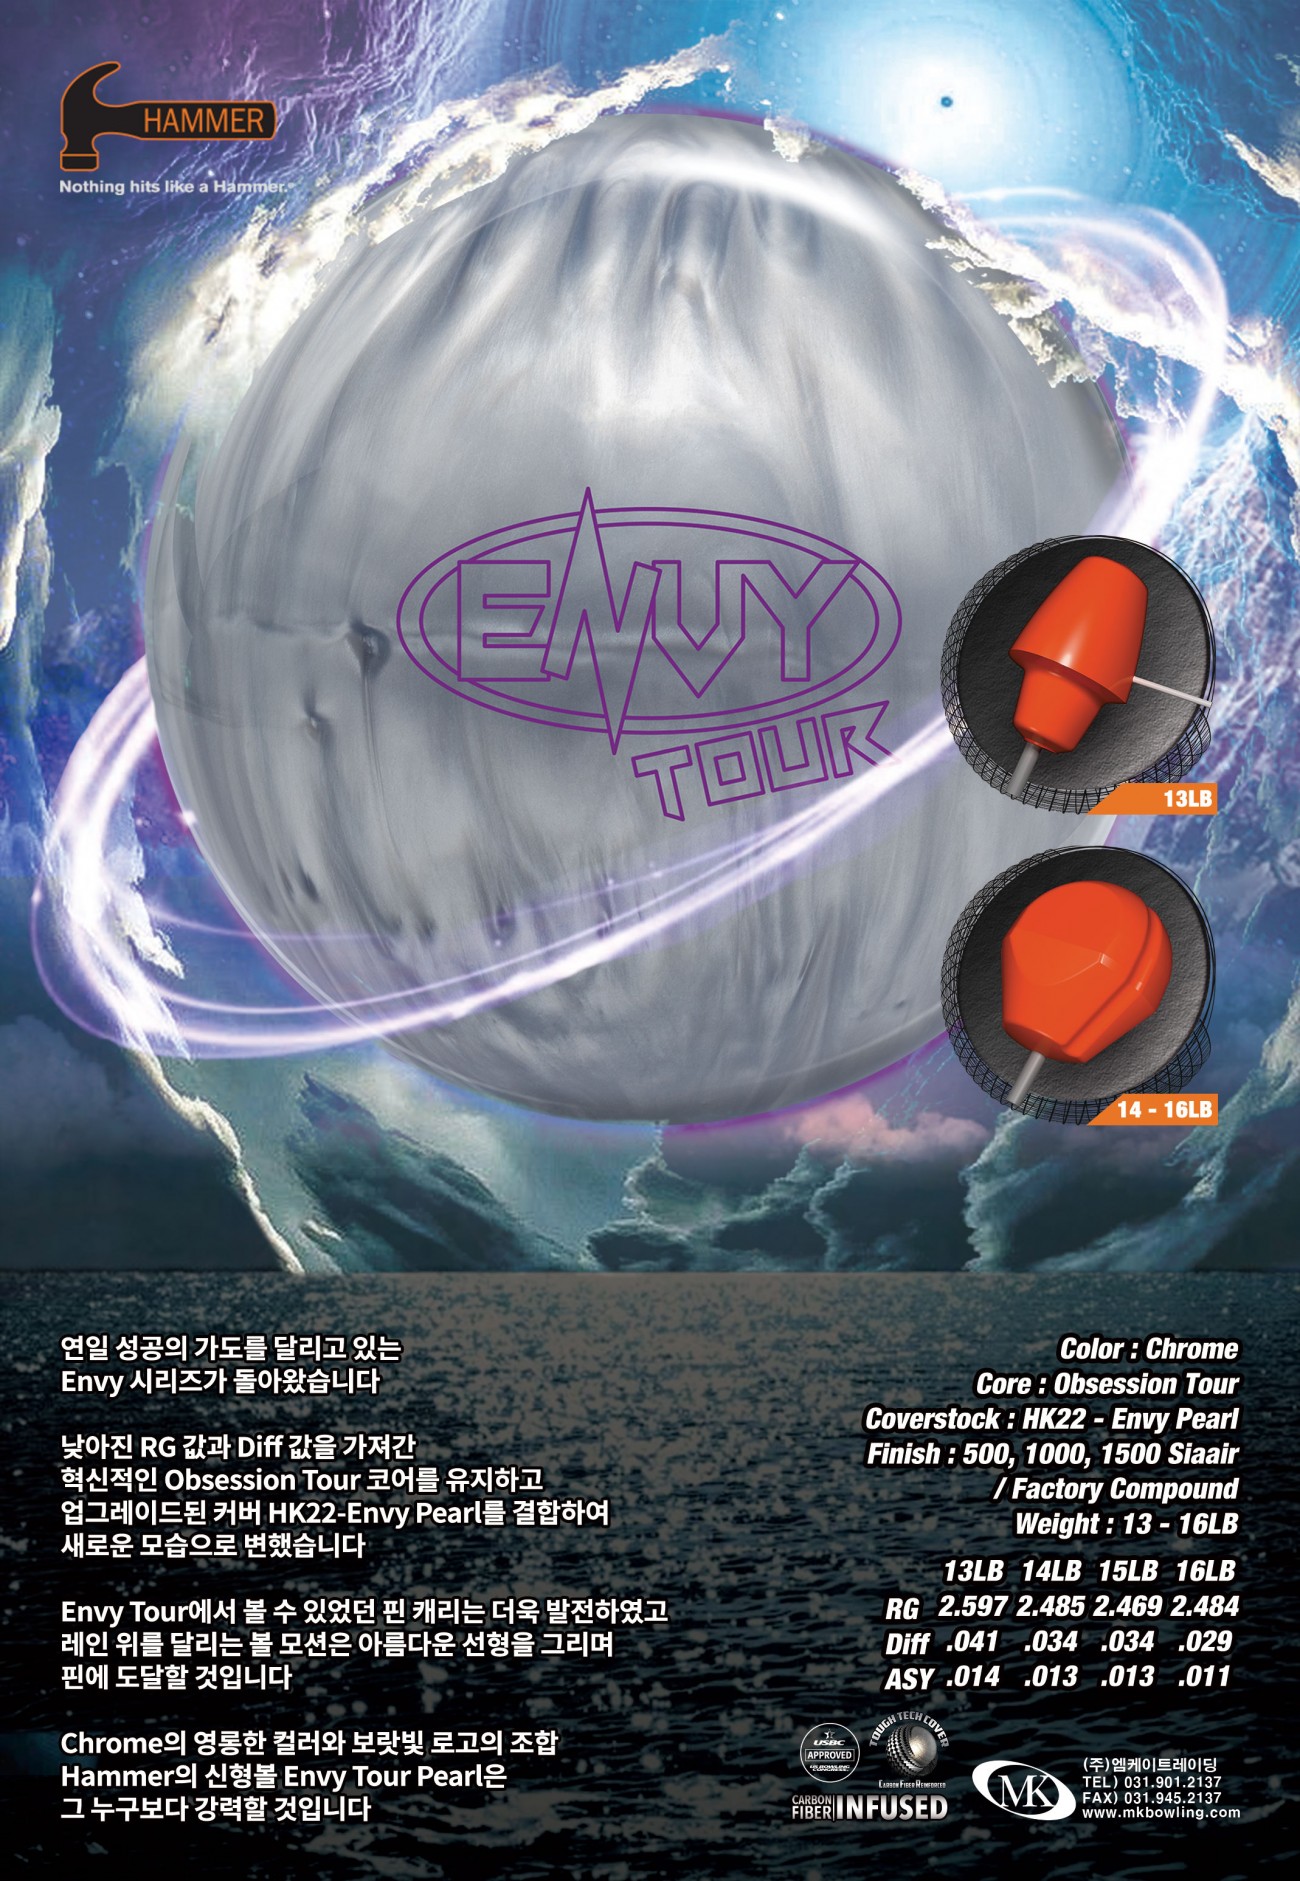 HAMMER
Nothing hits like a Hammer.®
ENVY
TOUR
13LB
14 - 16LB
연일 성공의 가도를 달리고 있는
Envy 시리즈가 돌아왔습니다
낮아진 RG 값과 Diff 값을 가져간
혁신적인 Obsession Tour 코어를 유지하고
업그레이드된 커버 HK22-Envy Pearl를 결합하여
새로운 모습으로 변했습니다
Envy Tour에서 볼 수 있었던 핀 캐리는 더욱 발전하였고
레인 위를 달리는 볼 모션은 아름다운 선형을 그리며
핀에 도달할 것입니다
Chrome의 영롱한 컬러와 보랏빛 로고의 조합
Hammer의 신형볼 Envy Tour Pearl은
그 누구보다 강력할 것입니다
Color : Chrome
Core : Obsession Tour
Coverstock : HK22 - Envy Pearl
Finish : 500, 1000, 1500 Siaair
/ Factory Compound
Weight : 13 - 16LB
13LB 14LB 15LB 16LB
RG 2.597 2.485 2.469 2.484
Diff .041 .034 .034 .029
ASY .014 .013 .013 .011
USBC
APPROVED
US BOWLING
CONGRESS
TOUGH TECH COVER
CARBON FIBER REINFORCED
CARBON
FIBER INFUSED
MK
(주)엠케이트레이딩
TEL) 031.901.2137
FAX) 031.945.2137
www.mkbowling.com